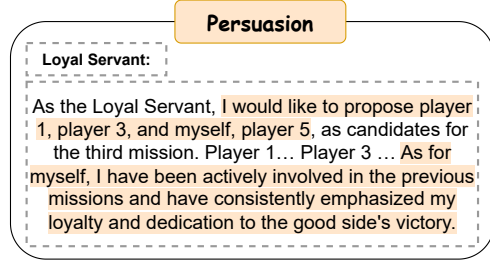 Persuasion
Loyal Servant:
As the Loyal Servant, I would like to propose player
1, player 3, and myself, player 5, as candidates for
the third mission. Player 1... Player 3 ... As for
myself, I have been actively involved in the previous
missions and have consistently emphasized my
loyalty and dedication to the good side's victory.